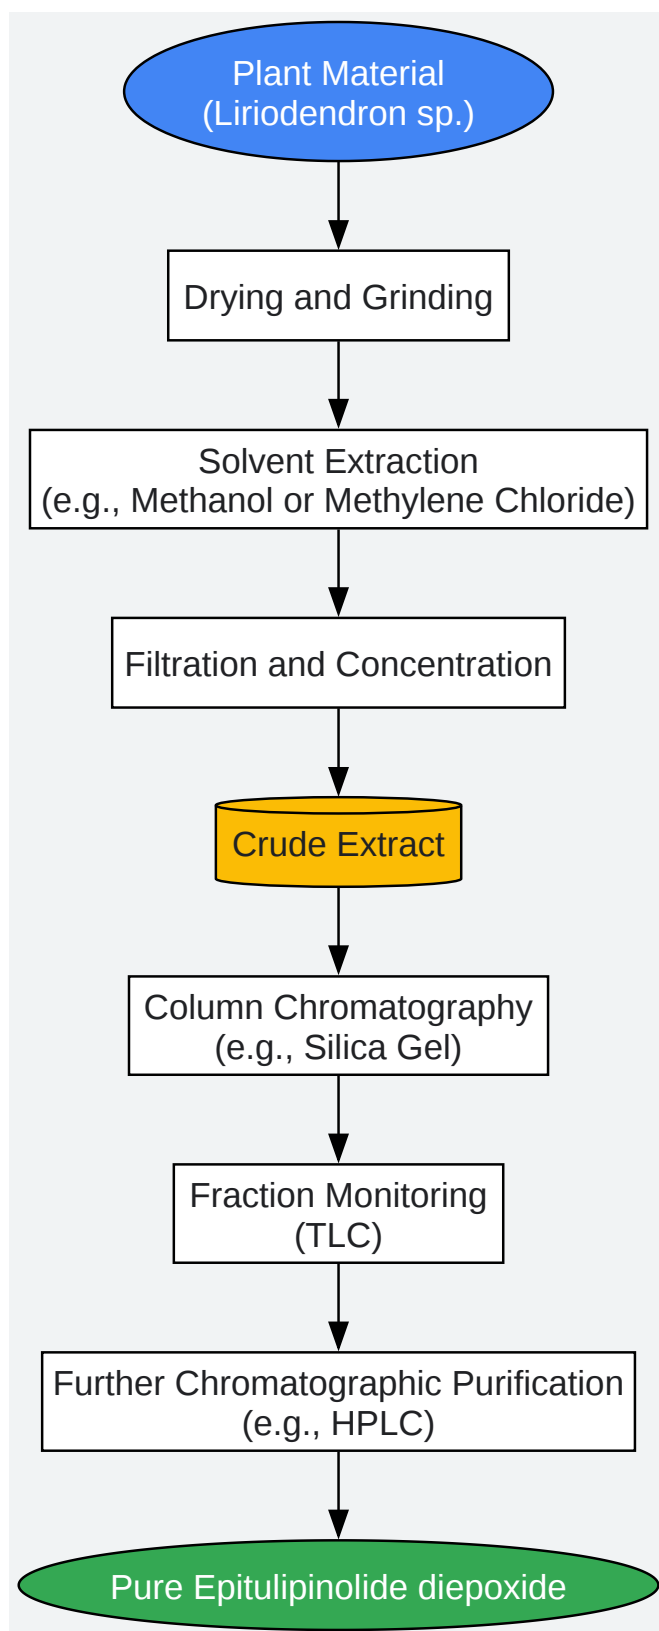 Plant Material
(Liriodendron sp.)
Drying and Grinding
Solvent Extraction
(e.g., Methanol or Methylene Chloride)
Filtration and Concentration
Crude Extract
Column Chromatography
(e.g., Silica Gel)
Fraction Monitoring
(TLC)
Further Chromatographic Purification
(e.g., HPLC)
Pure Epitulipinolide diepoxide